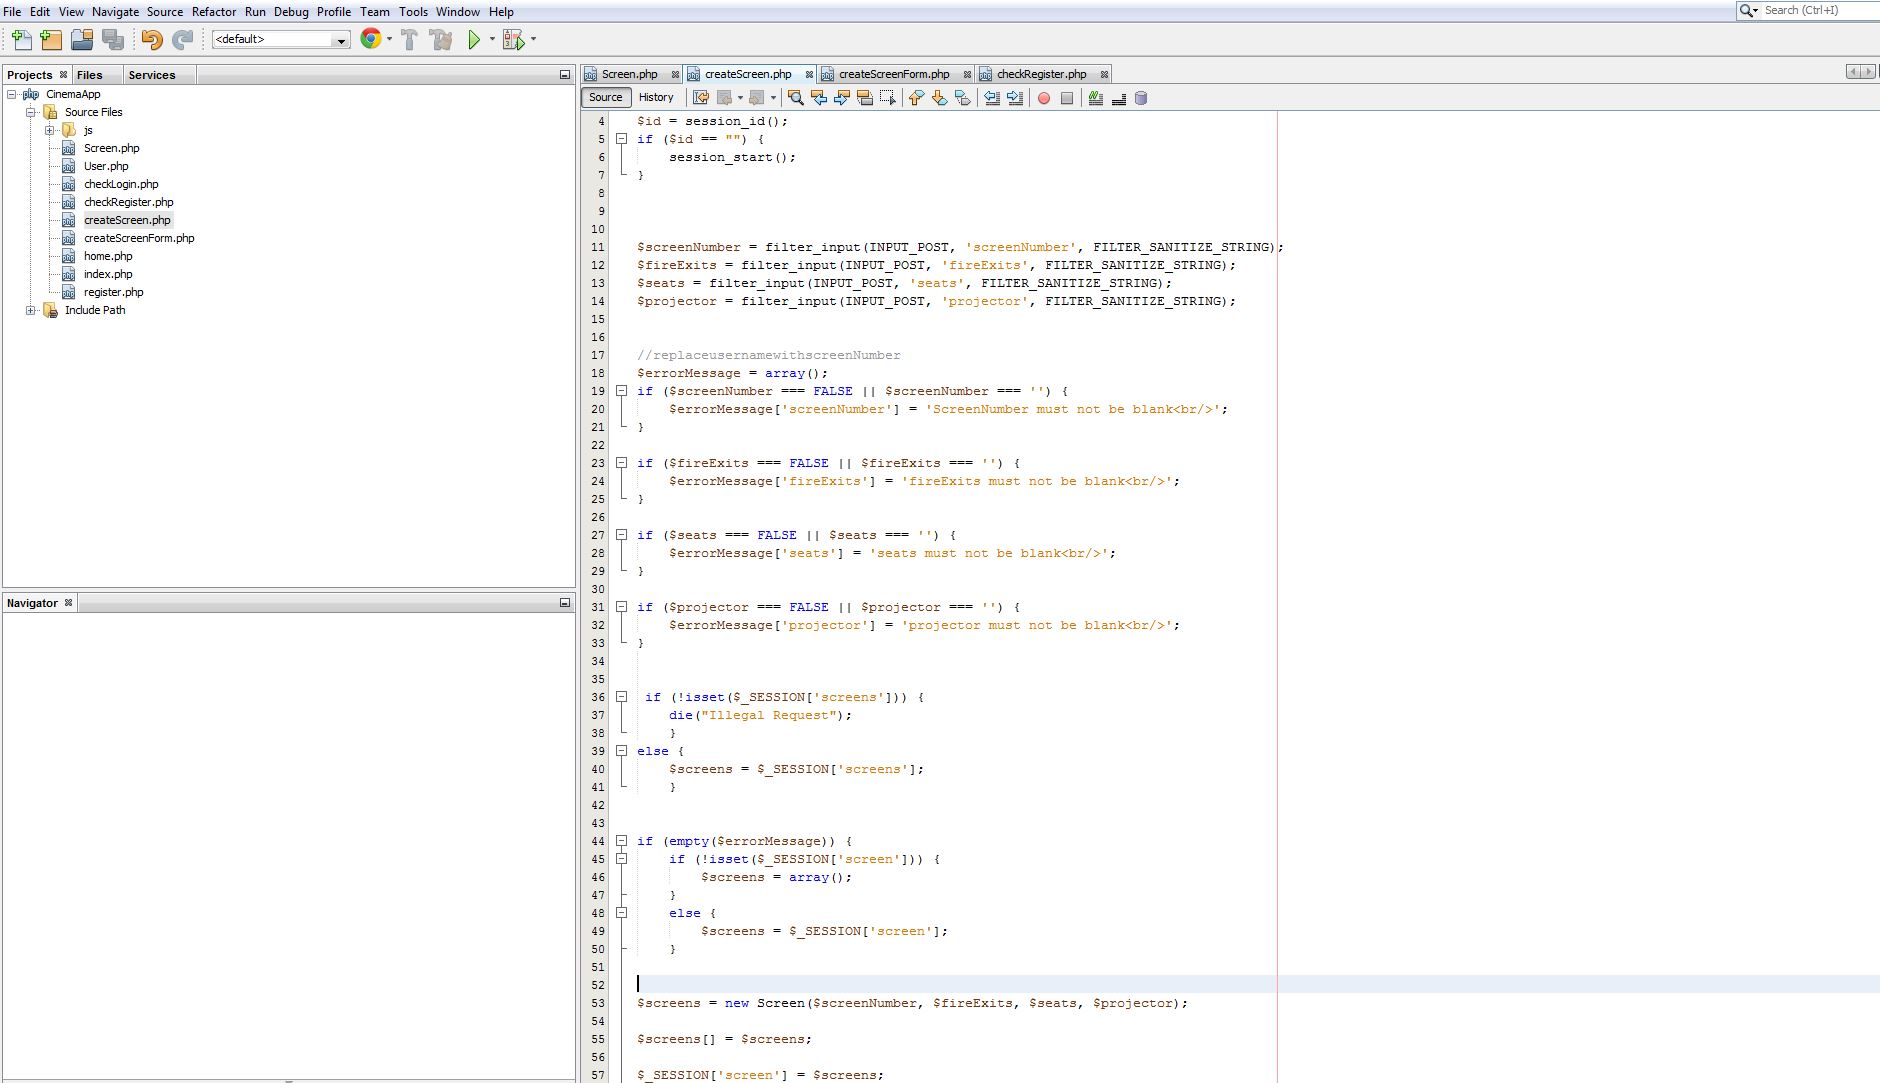 File Edit View Navigate Source Refactor Run Debug Profile Team Tools Window Help
Search (Ctrl+I)
<default>
Projects Files Services
CinemaApp
Source Files
js
Screen.php
User.php
checkLogin.php
checkRegister.php
createScreen.php
createScreenForm.php
home.php
index.php
register.php
Include Path
Navigator
Screen.php createScreen.php createScreenForm.php checkRegister.php
Source History
4 $id = session_id();
5 if ($id == "") {
6 session_start();
7 }
8
9
10
11 $screenNumber = filter_input(INPUT_POST, 'screenNumber', FILTER_SANITIZE_STRING);
12 $fireExits = filter_input(INPUT_POST, 'fireExits', FILTER_SANITIZE_STRING);
13 $seats = filter_input(INPUT_POST, 'seats', FILTER_SANITIZE_STRING);
14 $projector = filter_input(INPUT_POST, 'projector', FILTER_SANITIZE_STRING);
15
16
17 //replaceusernamewithscreenNumber
18 $errorMessage = array();
19 if ($screenNumber === FALSE || $screenNumber === '') {
20 $errorMessage['screenNumber'] = 'ScreenNumber must not be blank<br/>';
21 }
22
23 if ($fireExits === FALSE || $fireExits === '') {
24 $errorMessage['fireExits'] = 'fireExits must not be blank<br/>';
25 }
26
27 if ($seats === FALSE || $seats === '') {
28 $errorMessage['seats'] = 'seats must not be blank<br/>';
29 }
30
31 if ($projector === FALSE || $projector === '') {
32 $errorMessage['projector'] = 'projector must not be blank<br/>';
33 }
34
35
36 if (!isset($_SESSION['screens'])) {
37 die("Illegal Request");
38 }
39 else {
40 $screens = $_SESSION['screens'];
41 }
42
43
44 if (empty($errorMessage)) {
45 if (!isset($_SESSION['screen'])) {
46 $screens = array();
47 }
48 else {
49 $screens = $_SESSION['screen'];
50 }
51
52
53 $screens = new Screen($screenNumber, $fireExits, $seats, $projector);
54
55 $screens[] = $screens;
56
57 $_SESSION['screen'] = $screens;